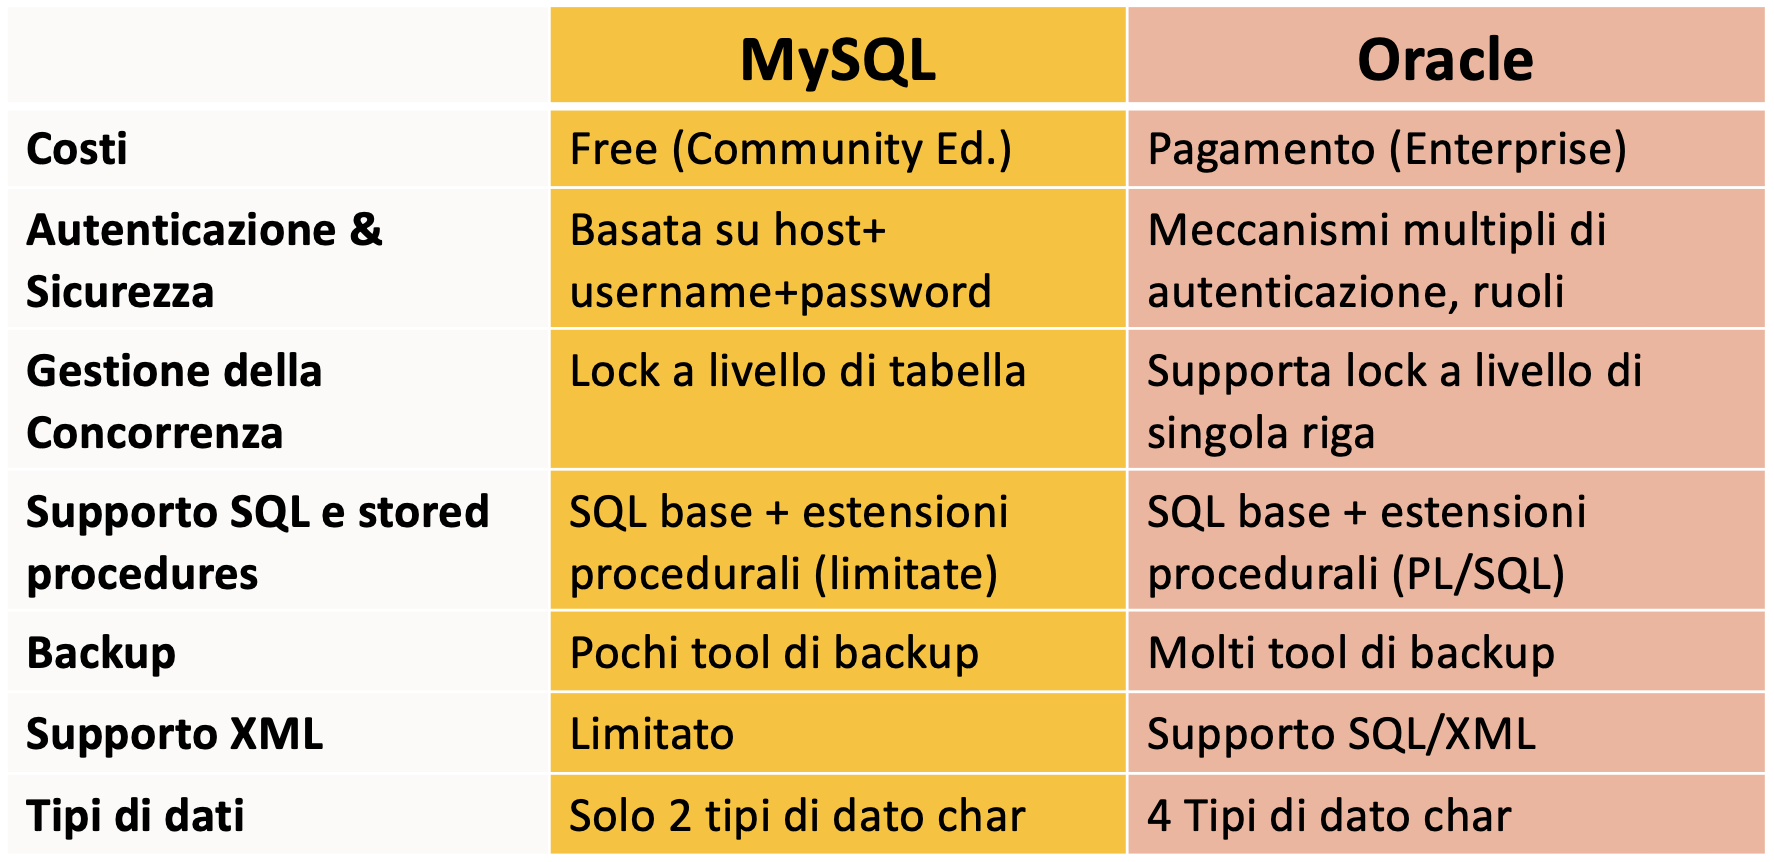 MySQL
Oracle
Costi
Free (Community Ed.)
Pagamento (Enterprise)
Autenticazione &
Sicurezza
Basata su host+
username+password
Meccanismi multipli di
autenticazione, ruoli
Gestione della
Concorrenza
Lock a livello di tabella
Supporta lock a livello di
singola riga
Supporto SQL e stored
procedures
SQL base + estensioni
procedurali (limitate)
SQL base + estensioni
procedurali (PL/SQL)
Backup
Pochi tool di backup
Molti tool di backup
Supporto XML
Limitato
Supporto SQL/XML
Tipi di dati
Solo 2 tipi di dato char
4 Tipi di dato char